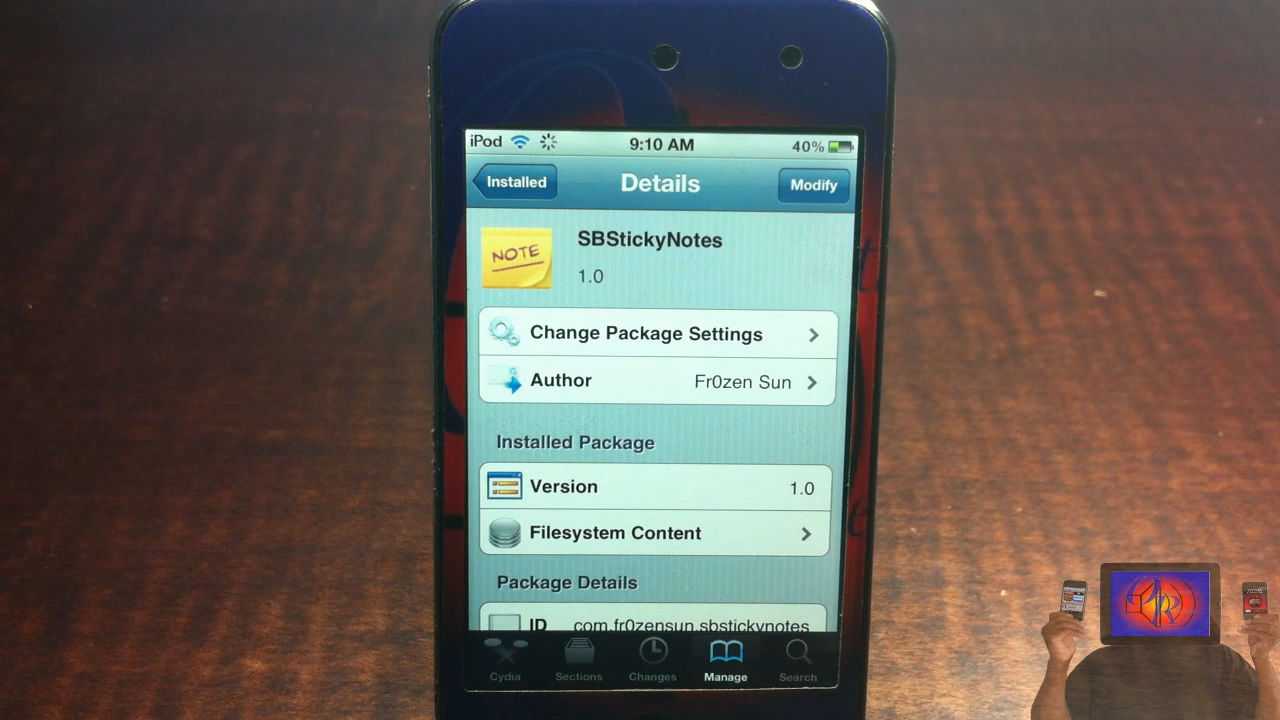 iPod 9:10 AM 40%
Installed Details Modify
NOTE
SBStickyNotes
1.0
Change Package Settings
Author Fr0zen Sun
Installed Package
Version 1.0
Filesystem Content
Package Details
ID com.fr0zensun.sbstickynotes
Cydia Sections Changes Manage Search